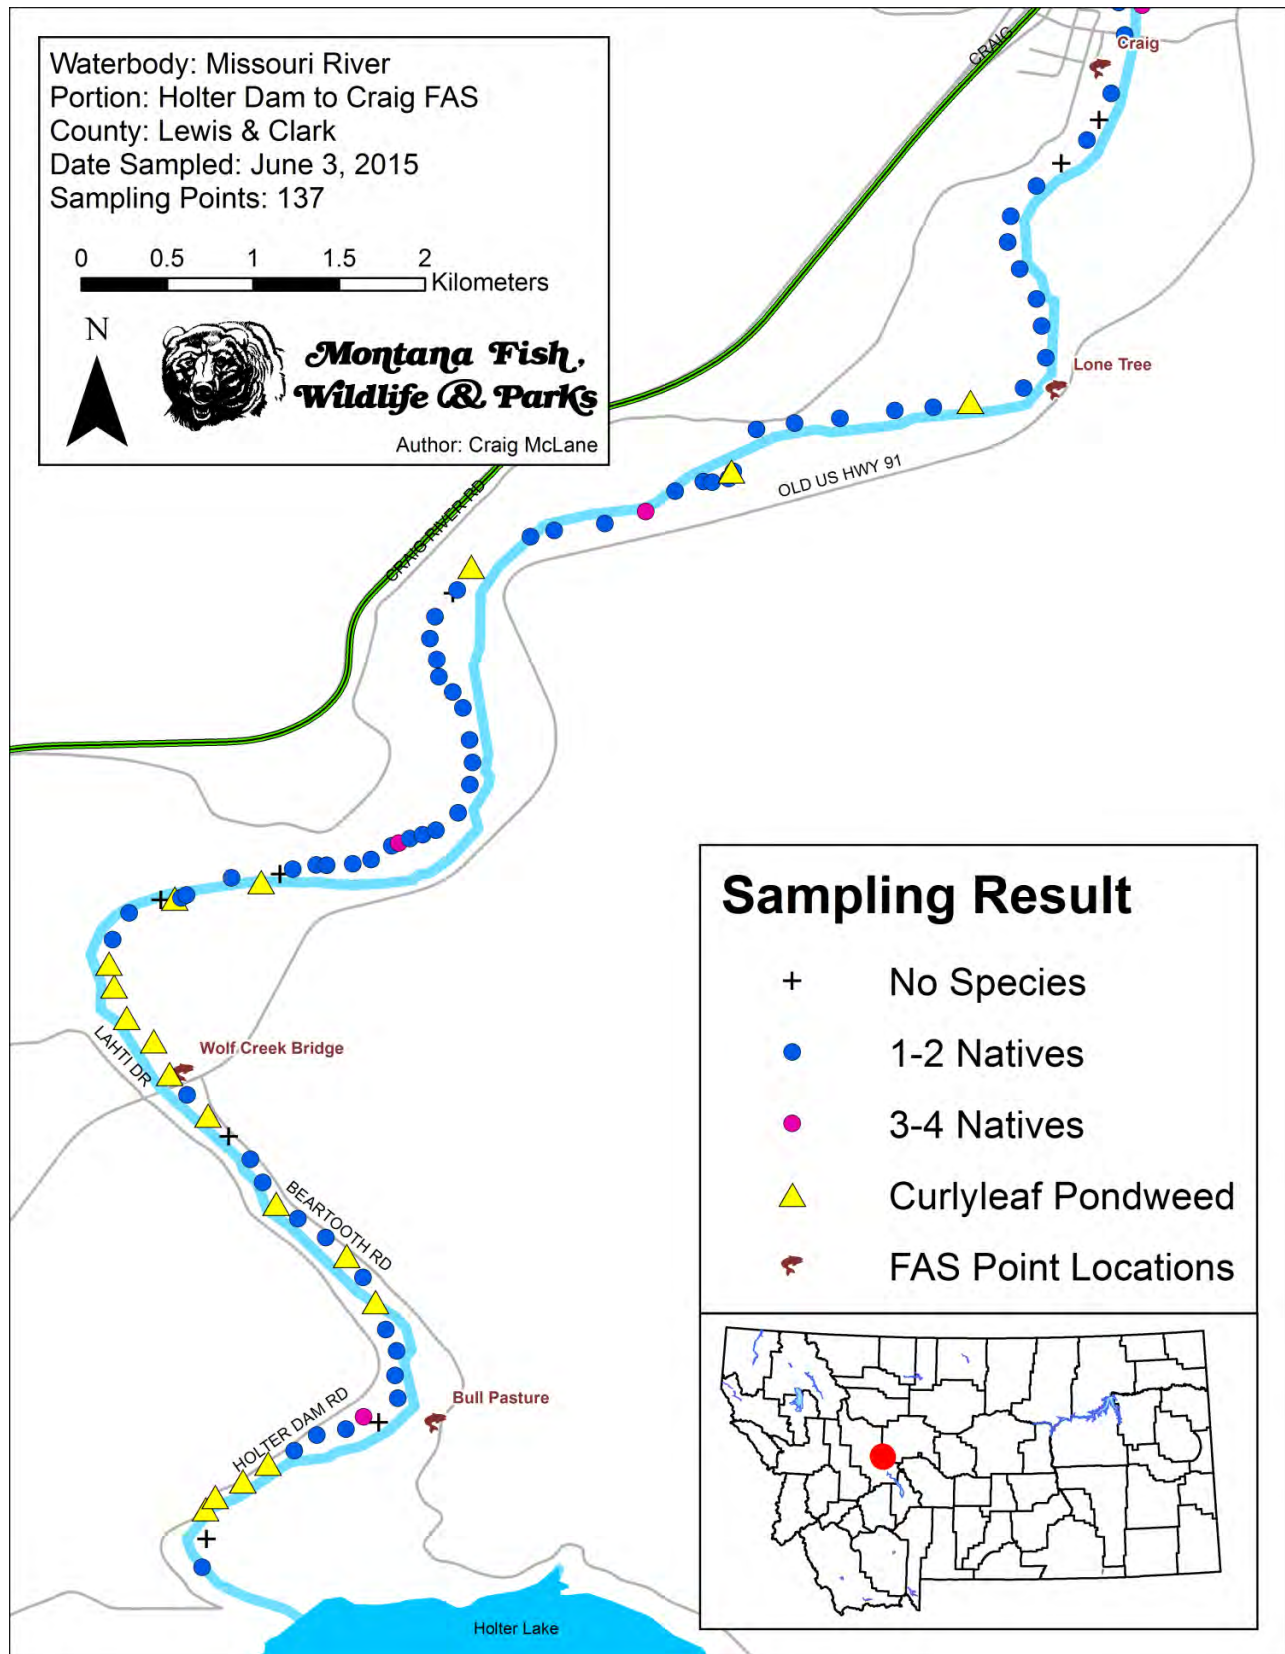 Waterbody: Missouri River
Portion: Holter Dam to Craig FAS
County: Lewis & Clark
Date Sampled: June 3, 2015
Sampling Points: 137
0 0.5 1 1.5 2
Kilometers
N
Montana Fish,
Wildlife & Parks
Author: Craig McLane
CRAIG
Craig
Lone Tree
OLD US HWY 91
CRAIG RIVER RD
LAHTI DR
Wolf Creek Bridge
BEARTOOTH RD
Bull Pasture
HOLTER DAM RD
Holter Lake
Sampling Result
No Species
1-2 Natives
3-4 Natives
Curlyleaf Pondweed
FAS Point Locations